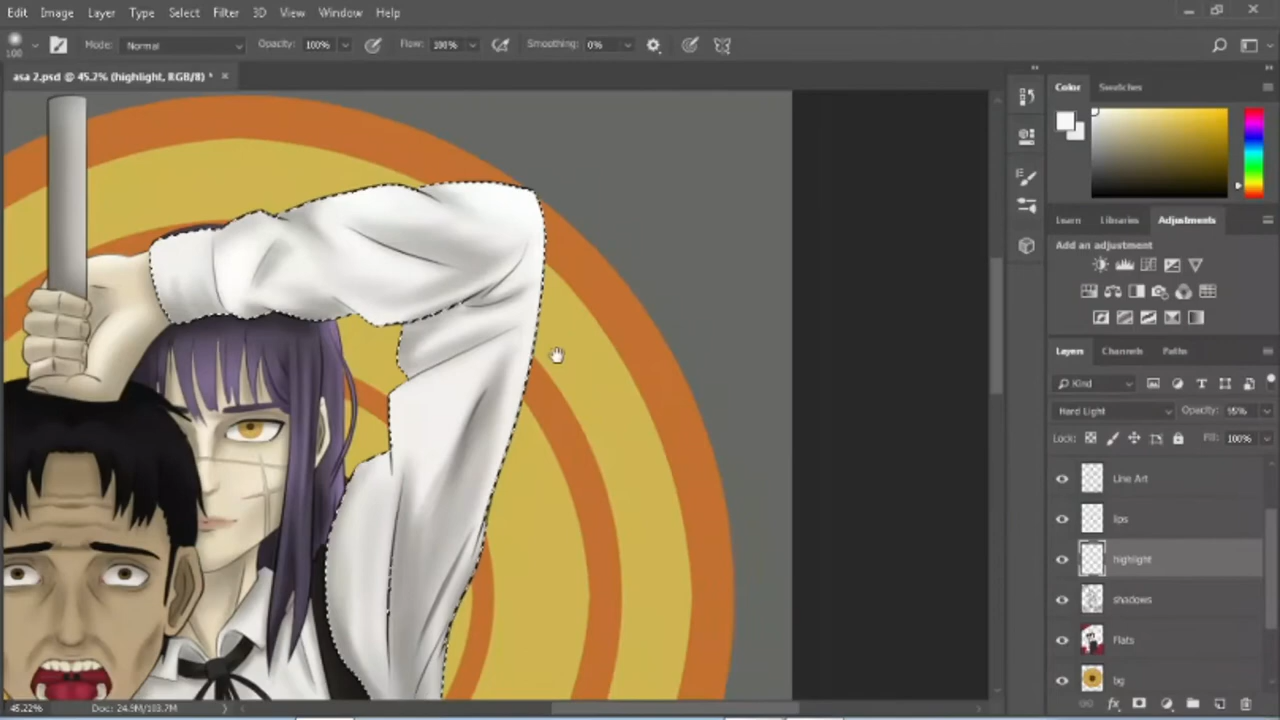 Edit Image Layer Type Select Filter 3D View Window Help
100 Mode: Normal Opacity: 100% Flow: 100% Smoothing: 0%
asa 2.psd @ 45.2% (highlight, RGB/8) * ×
Color Swatches
Learn Libraries Adjustments
Add an adjustment
Layers Channels Paths
Kind
Hard Light Opacity: 95%
Lock: Fill: 100%
Line Art
lips
highlight
shadows
Flats
bg
45.22% Doc: 24.9M/103.7M